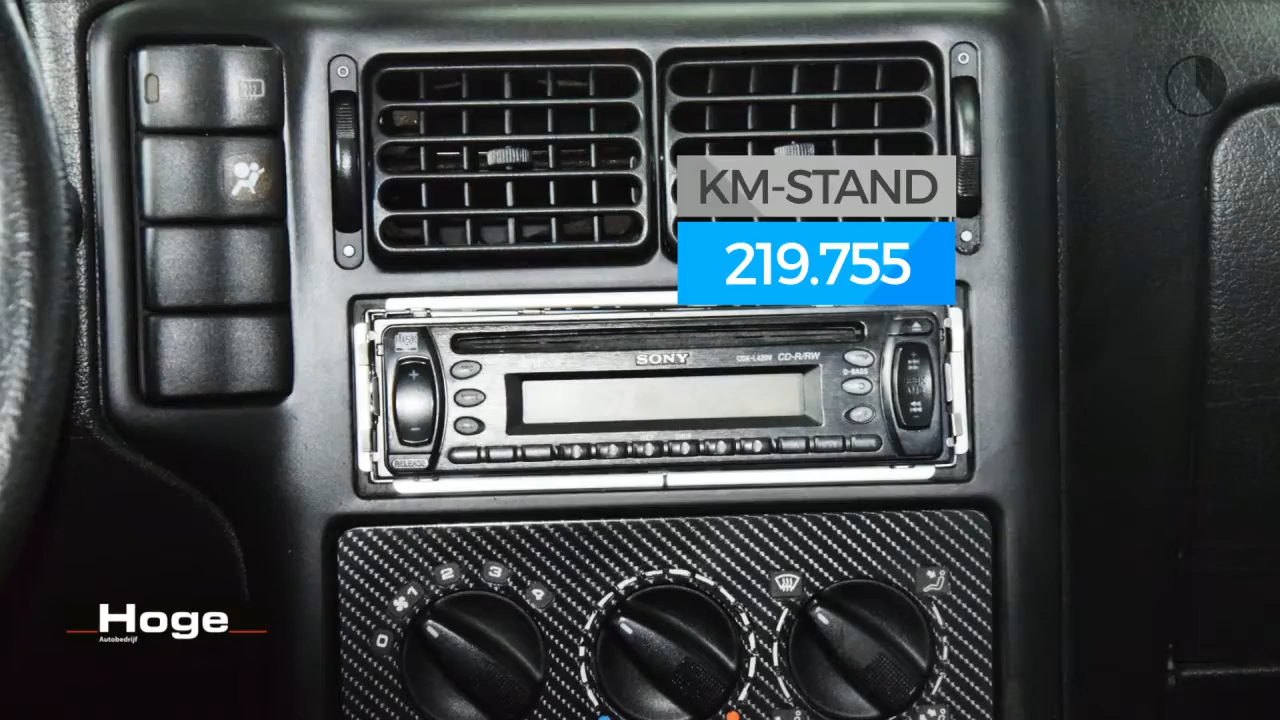 KM-STAND
219.755
SONY
CD-R/RW
D-BASS
RELEASE
1 2 3 4
0
Hoge
Autobedrijf